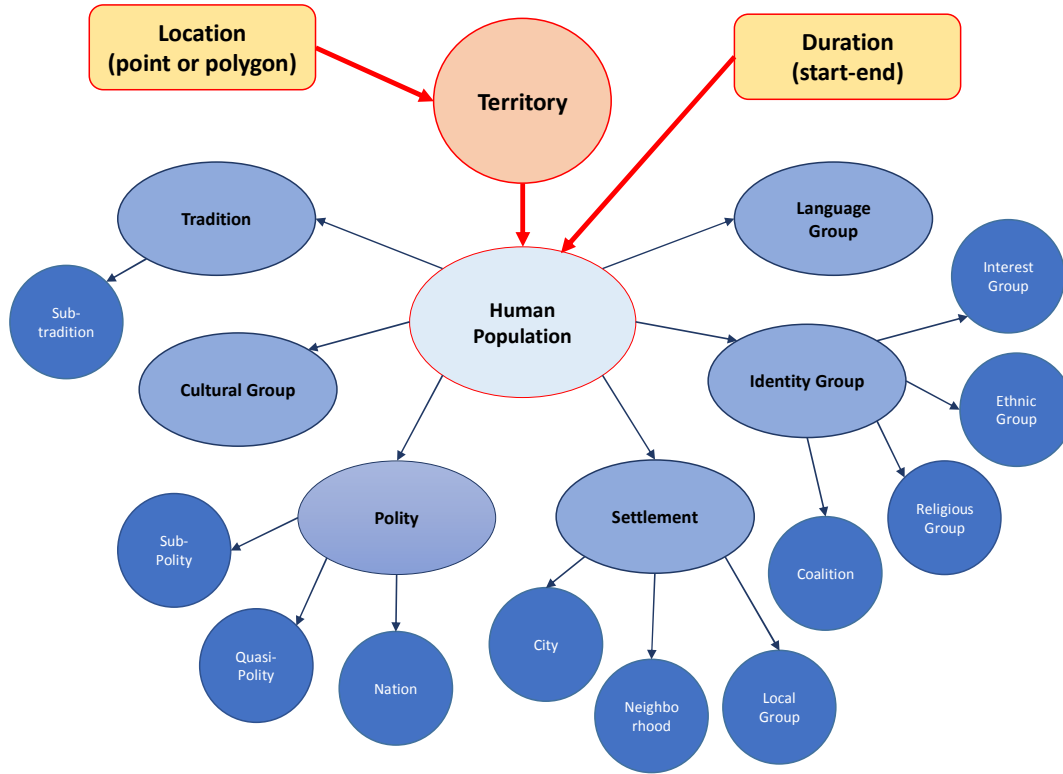 Location
(point or polygon)
Territory
Duration
(start-end)
Tradition
Language
Group
Interest
Group
Sub-
tradition
Human
Population
Cultural Group
Identity Group
Ethnic
Group
Polity
Settlement
Religious
Group
Sub-
Polity
Coalition
City
Quasi-
Polity
Nation
Neighbo
rhood
Local
Group